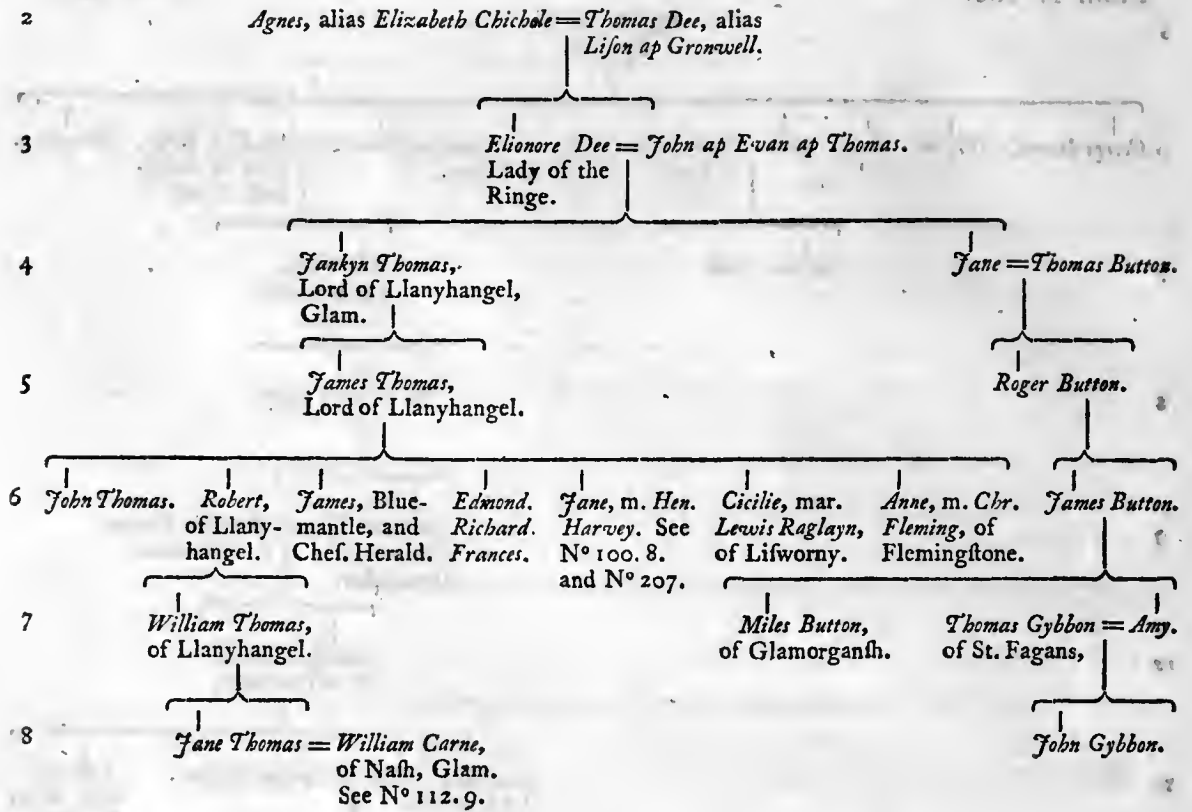 2 Agnes, alias Elizabeth Chichele = Thomas Dee, alias
Liſon ap Gronwell.
3 Elionore Dee = John ap Evan ap Thomas.
Lady of the
Ringe.
4 Jankyn Thomas, Jane = Thomas Button.
Lord of Llanyhangel,
Glam.
5 James Thomas, Roger Button.
Lord of Llanyhangel.
6 John Thomas. Robert, James, Blue- Edmond. Jane, m. Hen. Cicilie, mar. Anne, m. Chr. James Button.
of Llany- mantle, and Richard. Harvey. See Lewis Raglayn, Fleming, of
hangel. Cheſ. Herald. Frances. Nº 100. 8. of Liſworny. Flemingſtone.
and Nº 207.
7 William Thomas, Miles Button, Thomas Gybbon = Amy.
of Llanyhangel. of Glamorganſh. of St. Fagans,
8 Jane Thomas = William Carne, John Gybbon.
of Naſh, Glam.
See Nº 112. 9.